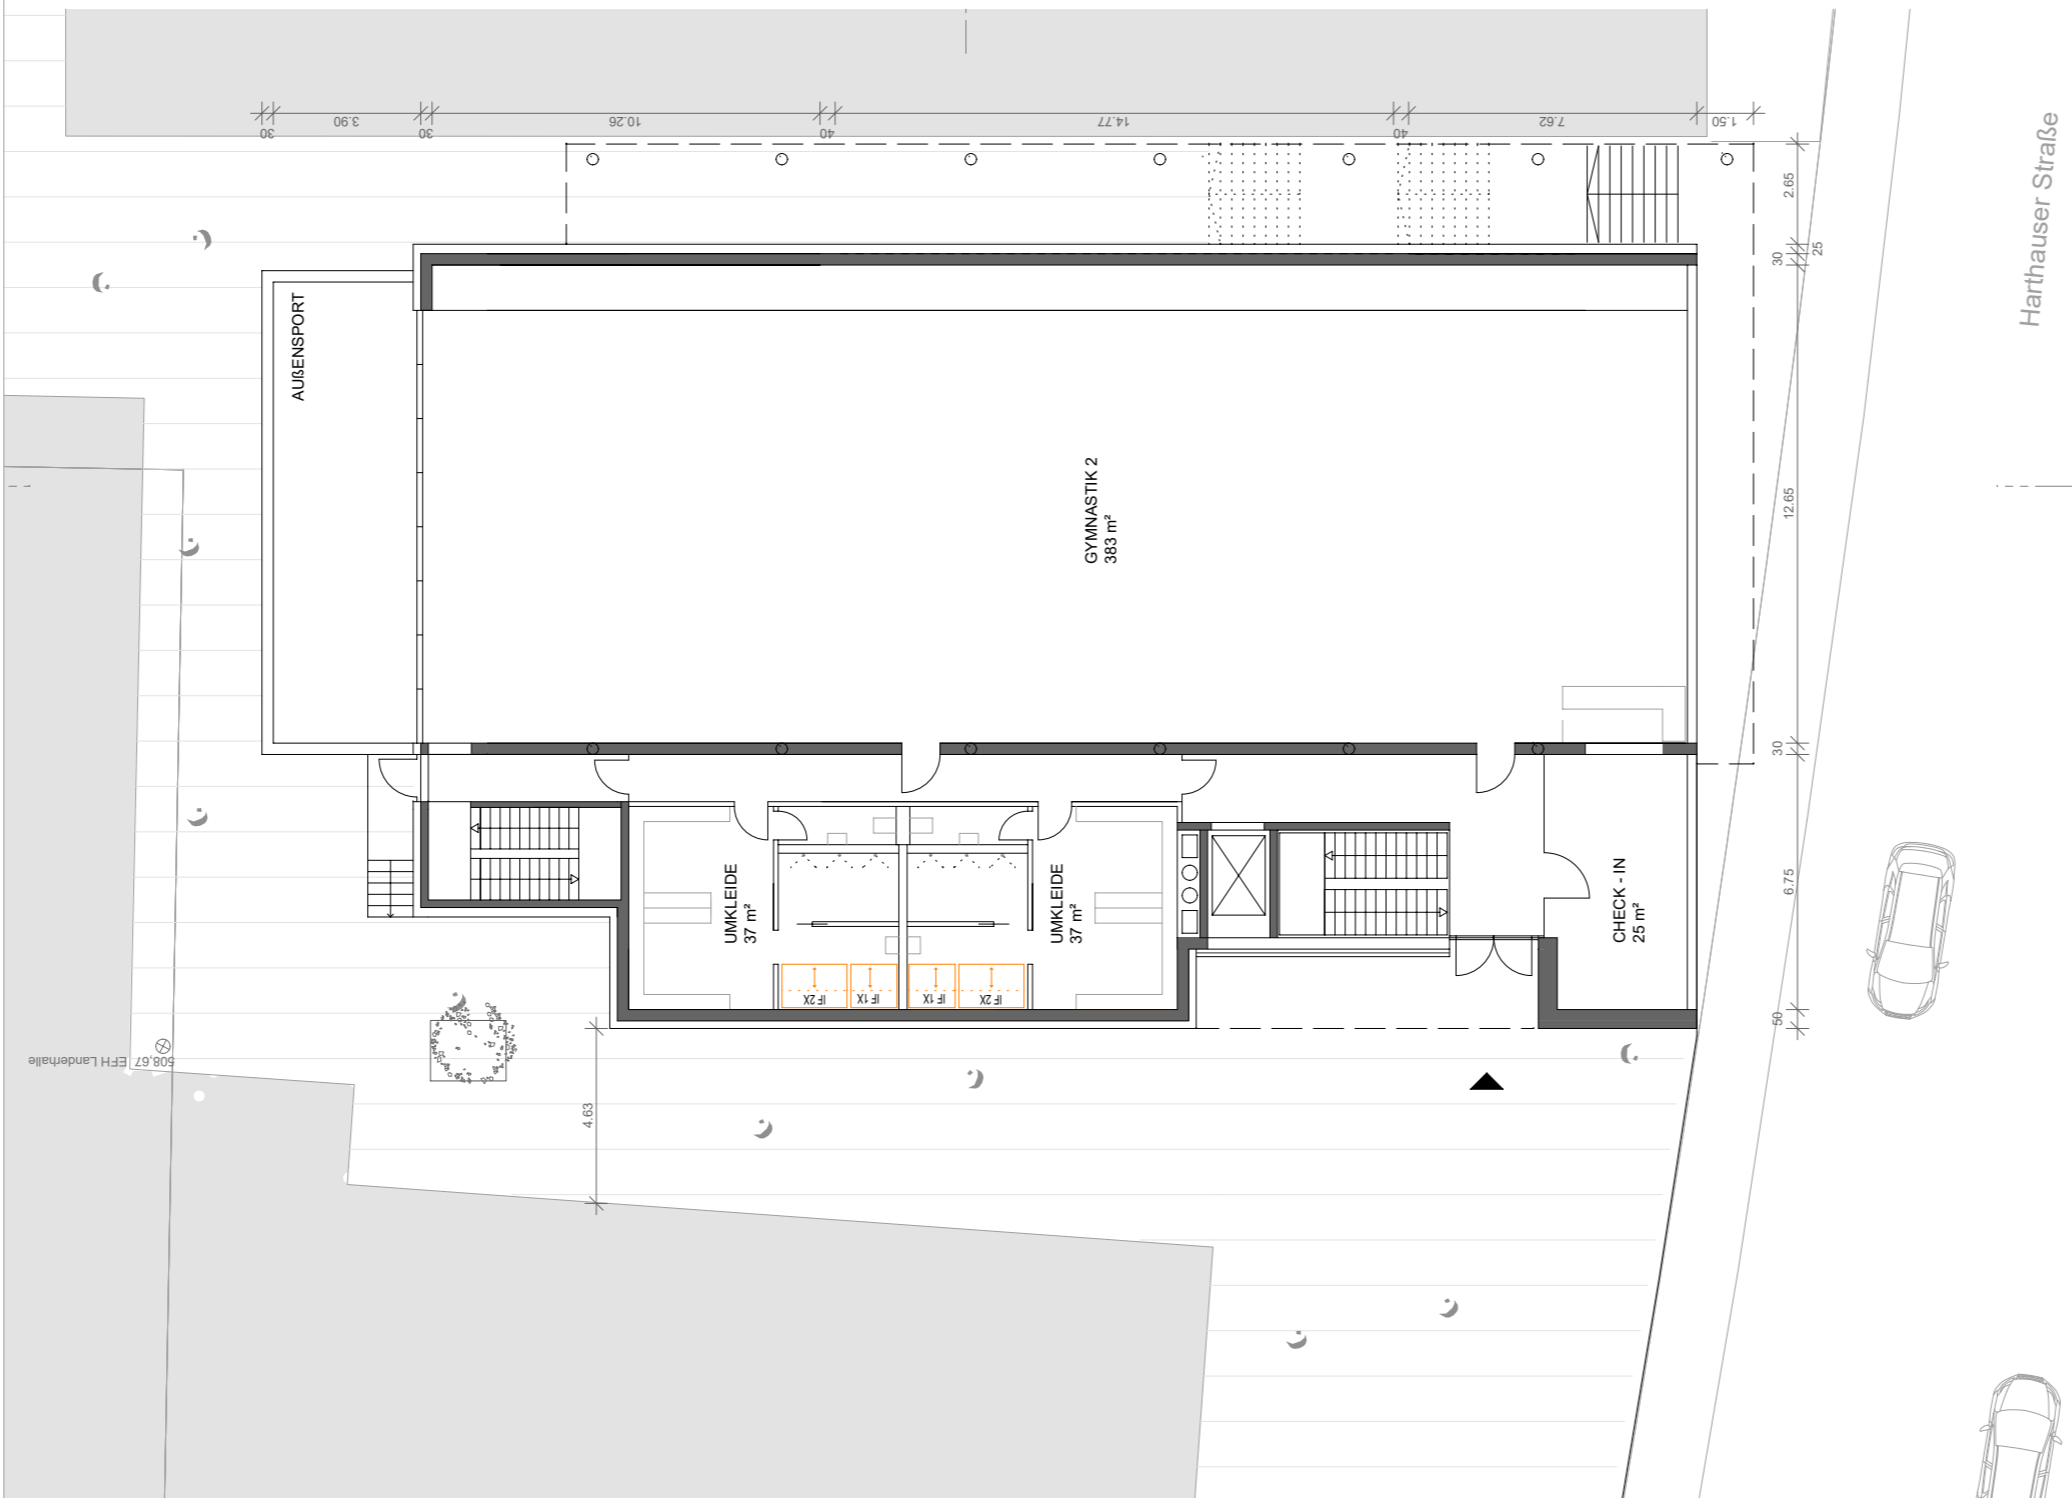 30
3.90
30
10.26
40
14.77
40
7.62
1.50
2.65
25
30
12.65
30
6.75
50
Harthauser Straße
AUßENSPORT
GYMNASTIK 2
383 m²
UMKLEIDE
37 m²
UMKLEIDE
37 m²
CHECK - IN
25 m²
IF 2X
IF 1X
IF 1X
IF 2X
508,67 EFH Landerhalle
4.63